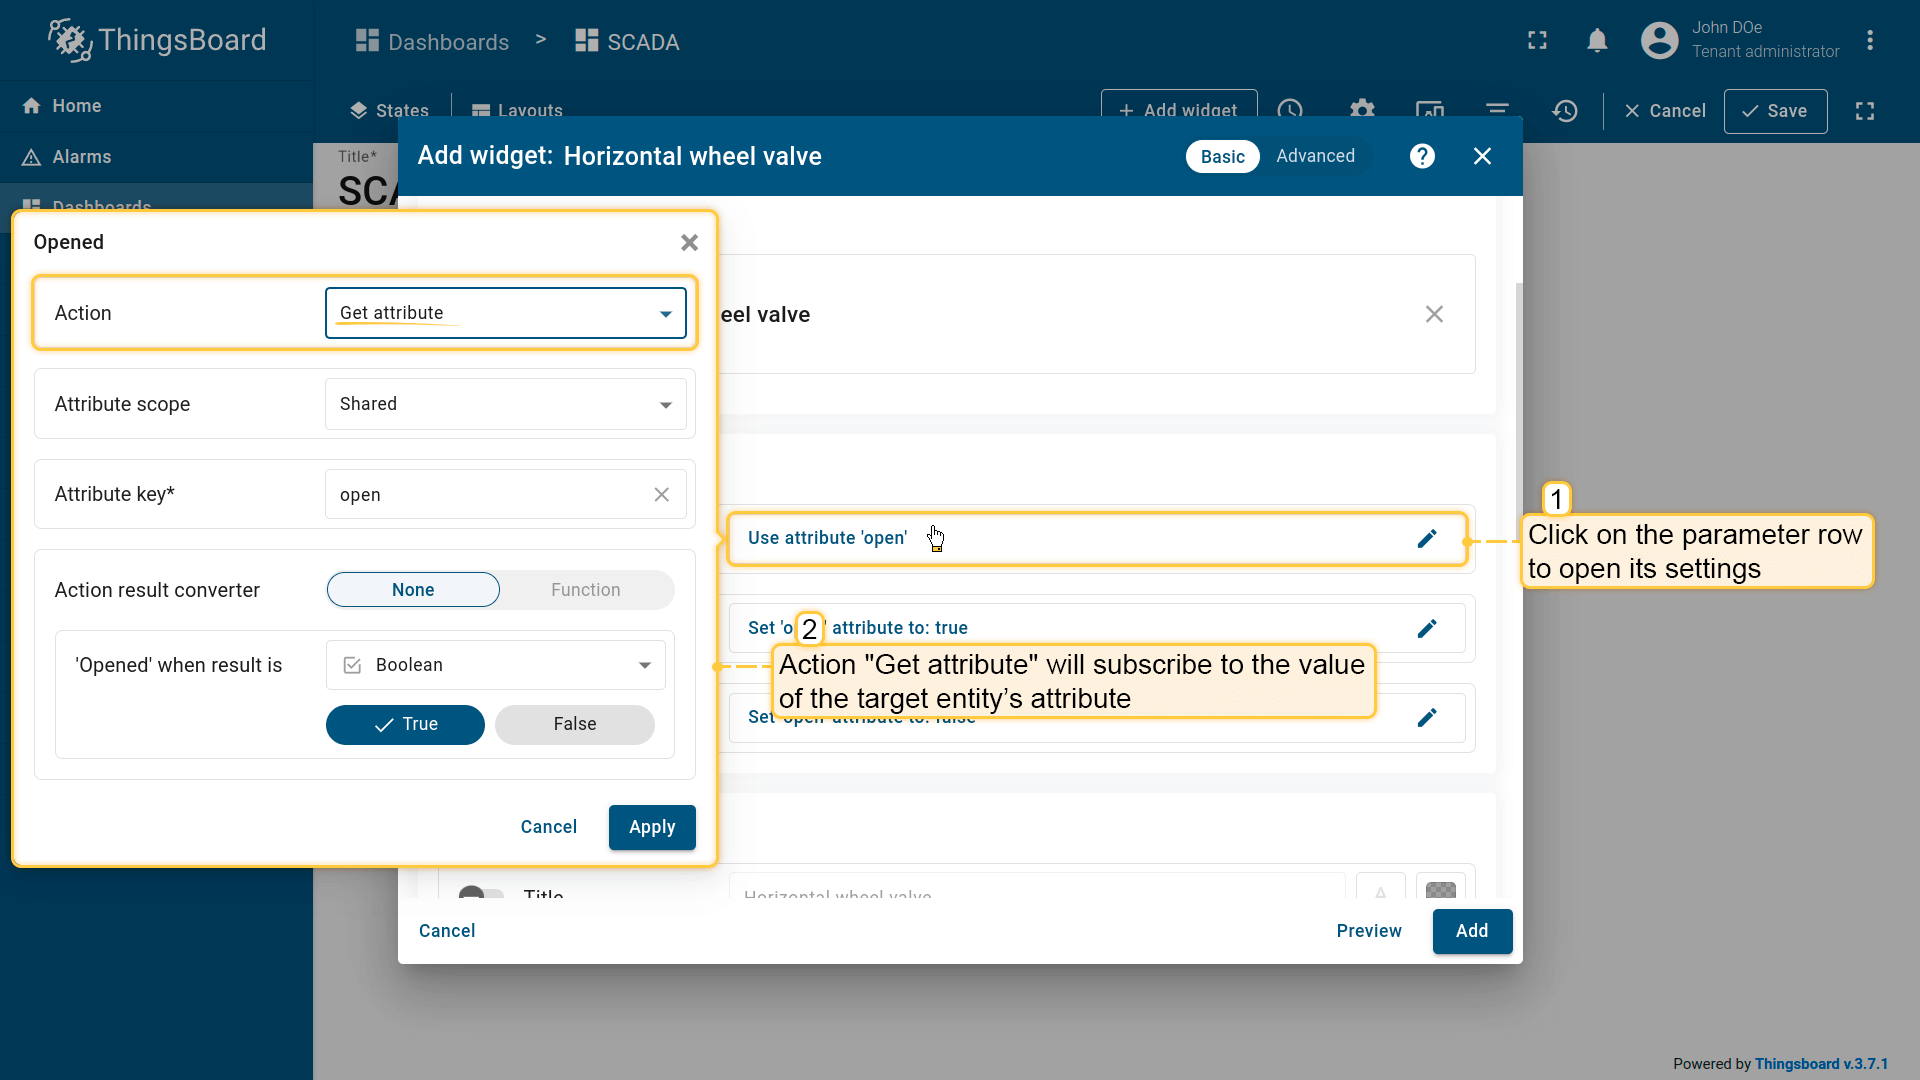 ThingsBoard
Dashboards > SCADA
John DOe
Tenant administrator
Home
Alarms
Dashboards
States
Layouts
+ Add widget
Cancel
Save
Title*
Add widget: Horizontal wheel valve
Basic
Advanced
Opened
Action
Get attribute
Attribute scope
Shared
Attribute key*
open
Action result converter
None
Function
'Opened' when result is
Boolean
True
False
Cancel
Apply
eel valve
Use attribute 'open'
1
Click on the parameter row
to open its settings
attribute to: true
2
Action "Get attribute" will subscribe to the value
of the target entity’s attribute
Set 'open' attribute to: false
Title
Horizontal wheel valve
Cancel
Preview
Add
Powered by Thingsboard v.3.7.1